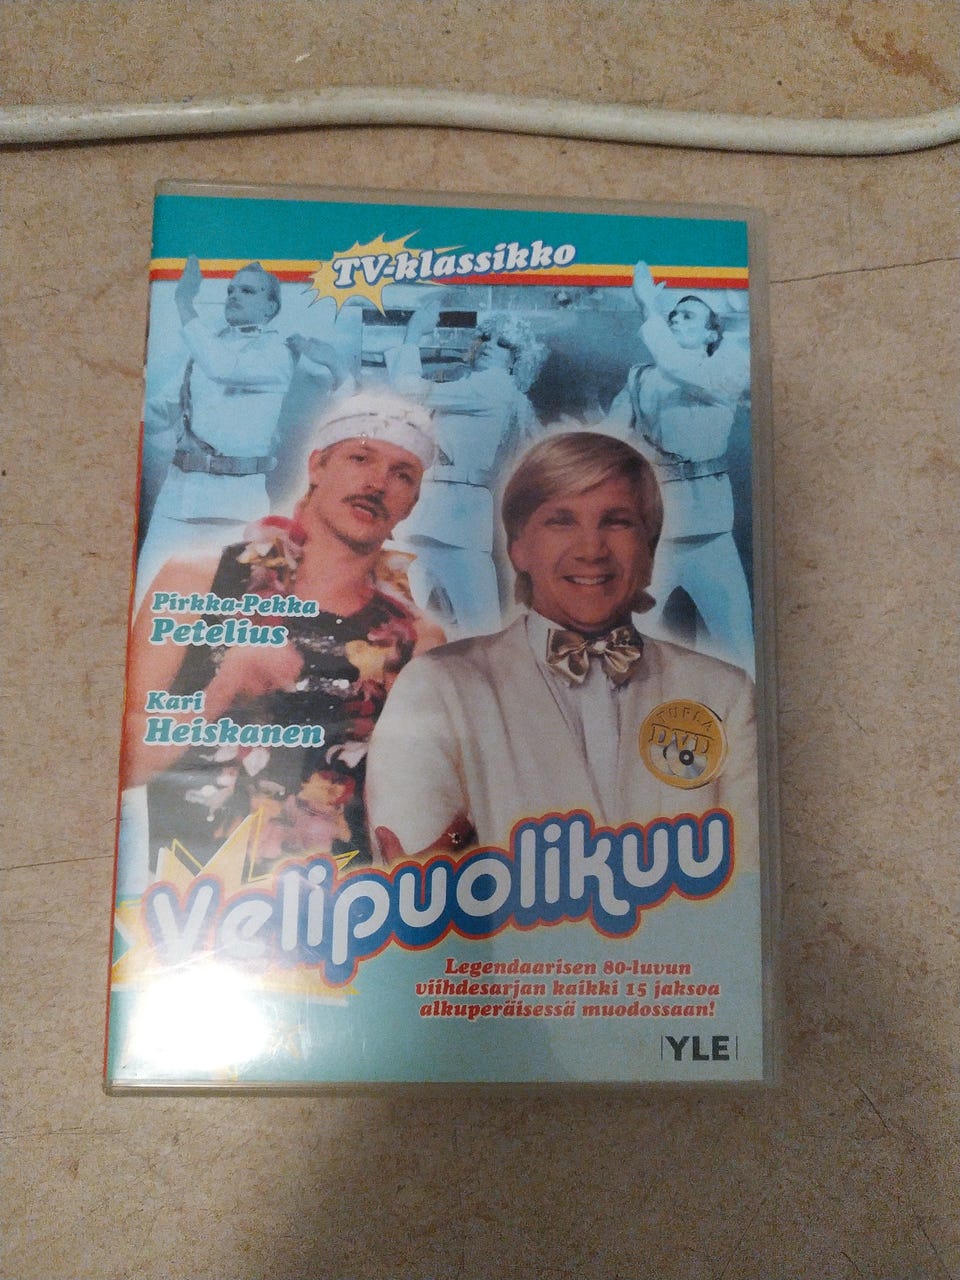 TV-klassikko
Pirkka-Pekka
Petelius
Kari
Heiskanen
TUPLA
DVD
Velipuolikuu
Legendaarisen 80-luvun
viihdesarjan kaikki 15 jaksoa
alkuperäisessä muodossaan!
YLE